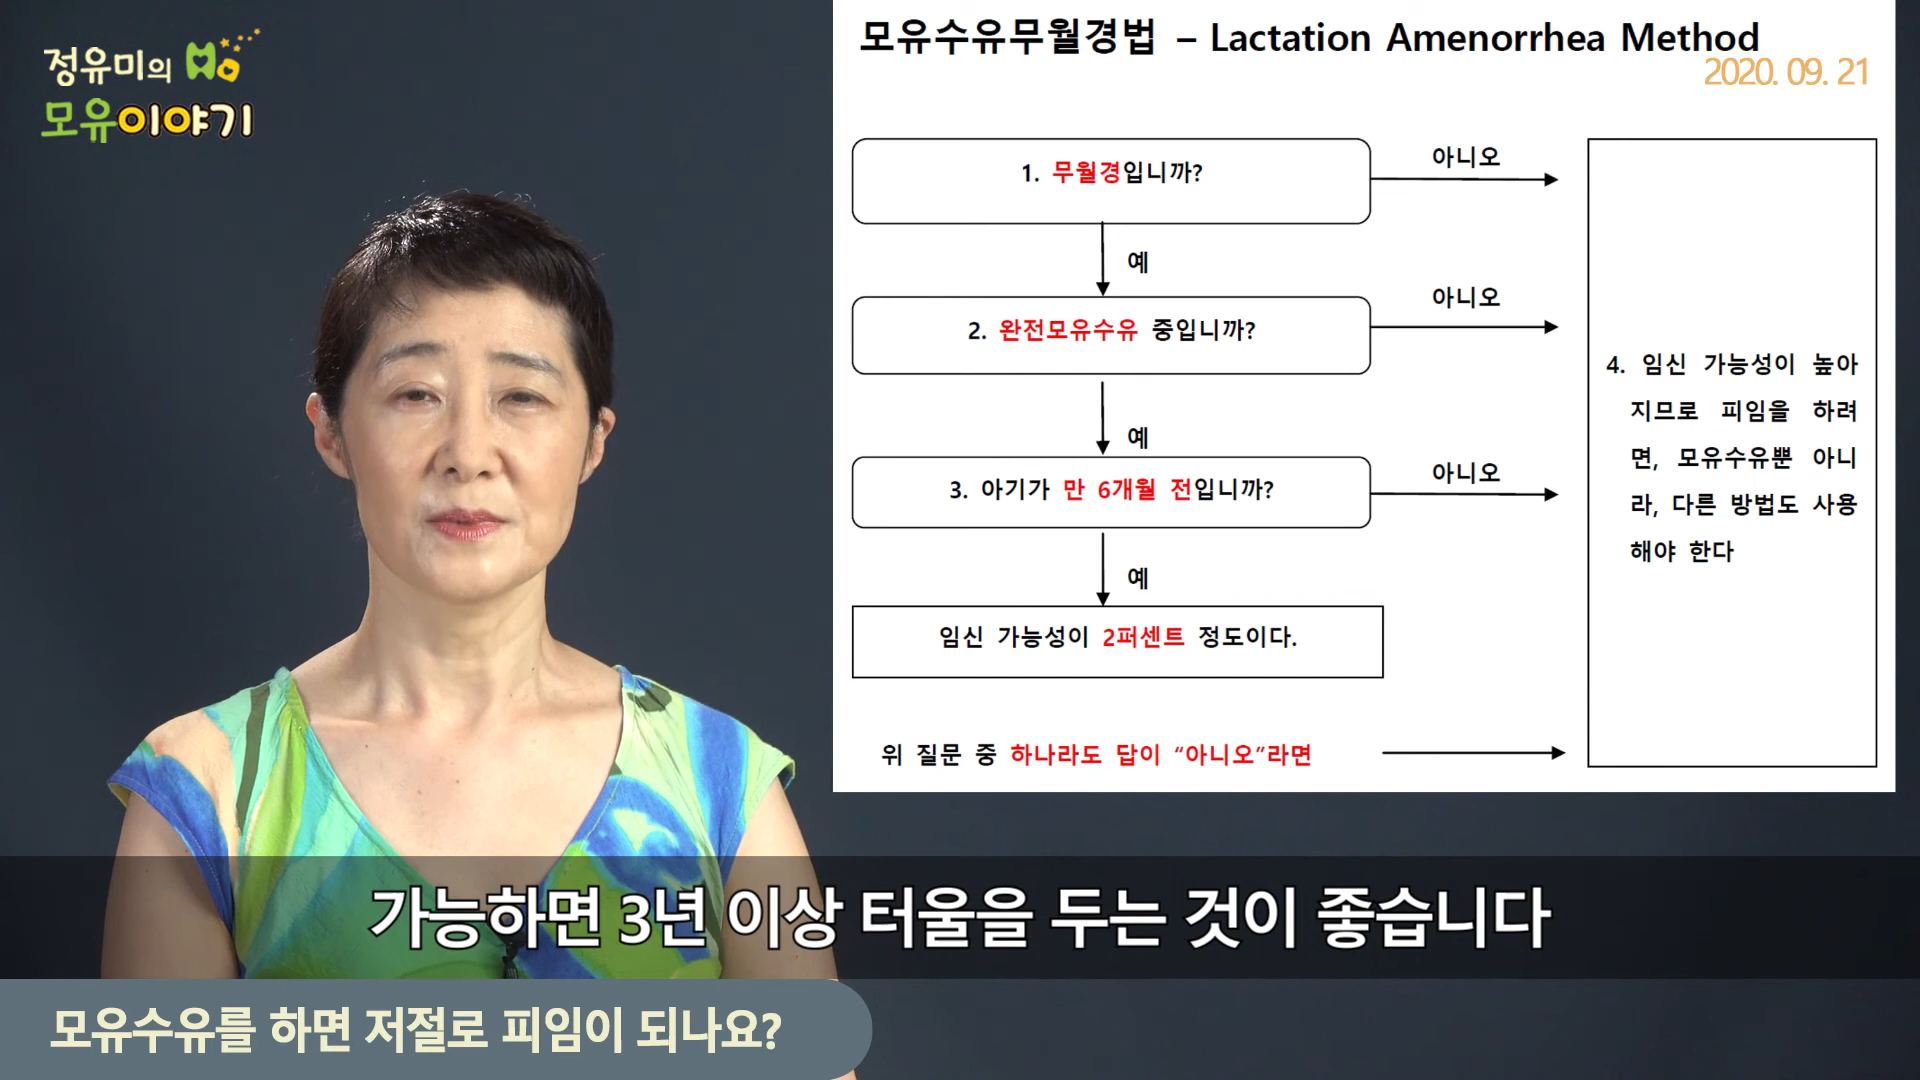 정유미의 Mo
모유이야기
모유수유무월경법 – Lactation Amenorrhea Method
2020. 09. 21
1. 무월경입니까?
아니오
예
2. 완전모유수유 중입니까?
아니오
예
3. 아기가 만 6개월 전입니까?
아니오
예
임신 가능성이 2퍼센트 정도이다.
위 질문 중 하나라도 답이 “아니오”라면
4. 임신 가능성이 높아
지므로 피임을 하려
면, 모유수유뿐 아니
라, 다른 방법도 사용
해야 한다
가능하면 3년 이상 터울을 두는 것이 좋습니다
모유수유를 하면 저절로 피임이 되나요?